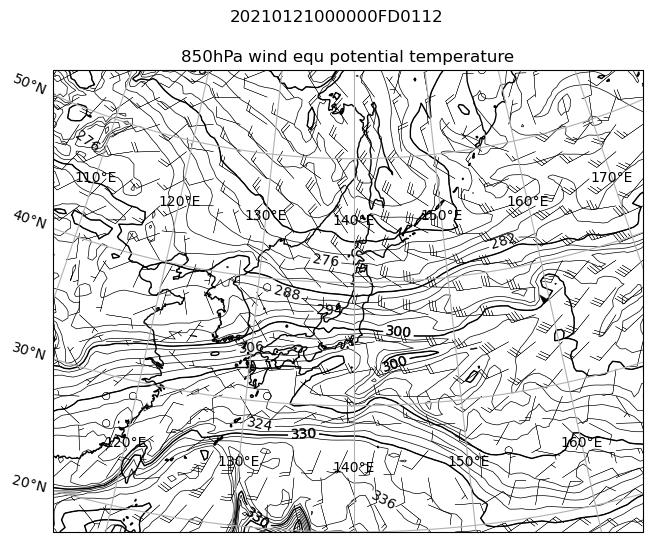 20210121000000FD0112
850hPa wind equ potential temperature
50°N
276
110°E
170°E
120°E
160°E
130°E
150°E
140°E
40°N
282
276
288
294
300
30°N
306
300
324
330
120°E
160°E
130°E
150°E
140°E
20°N
336
330